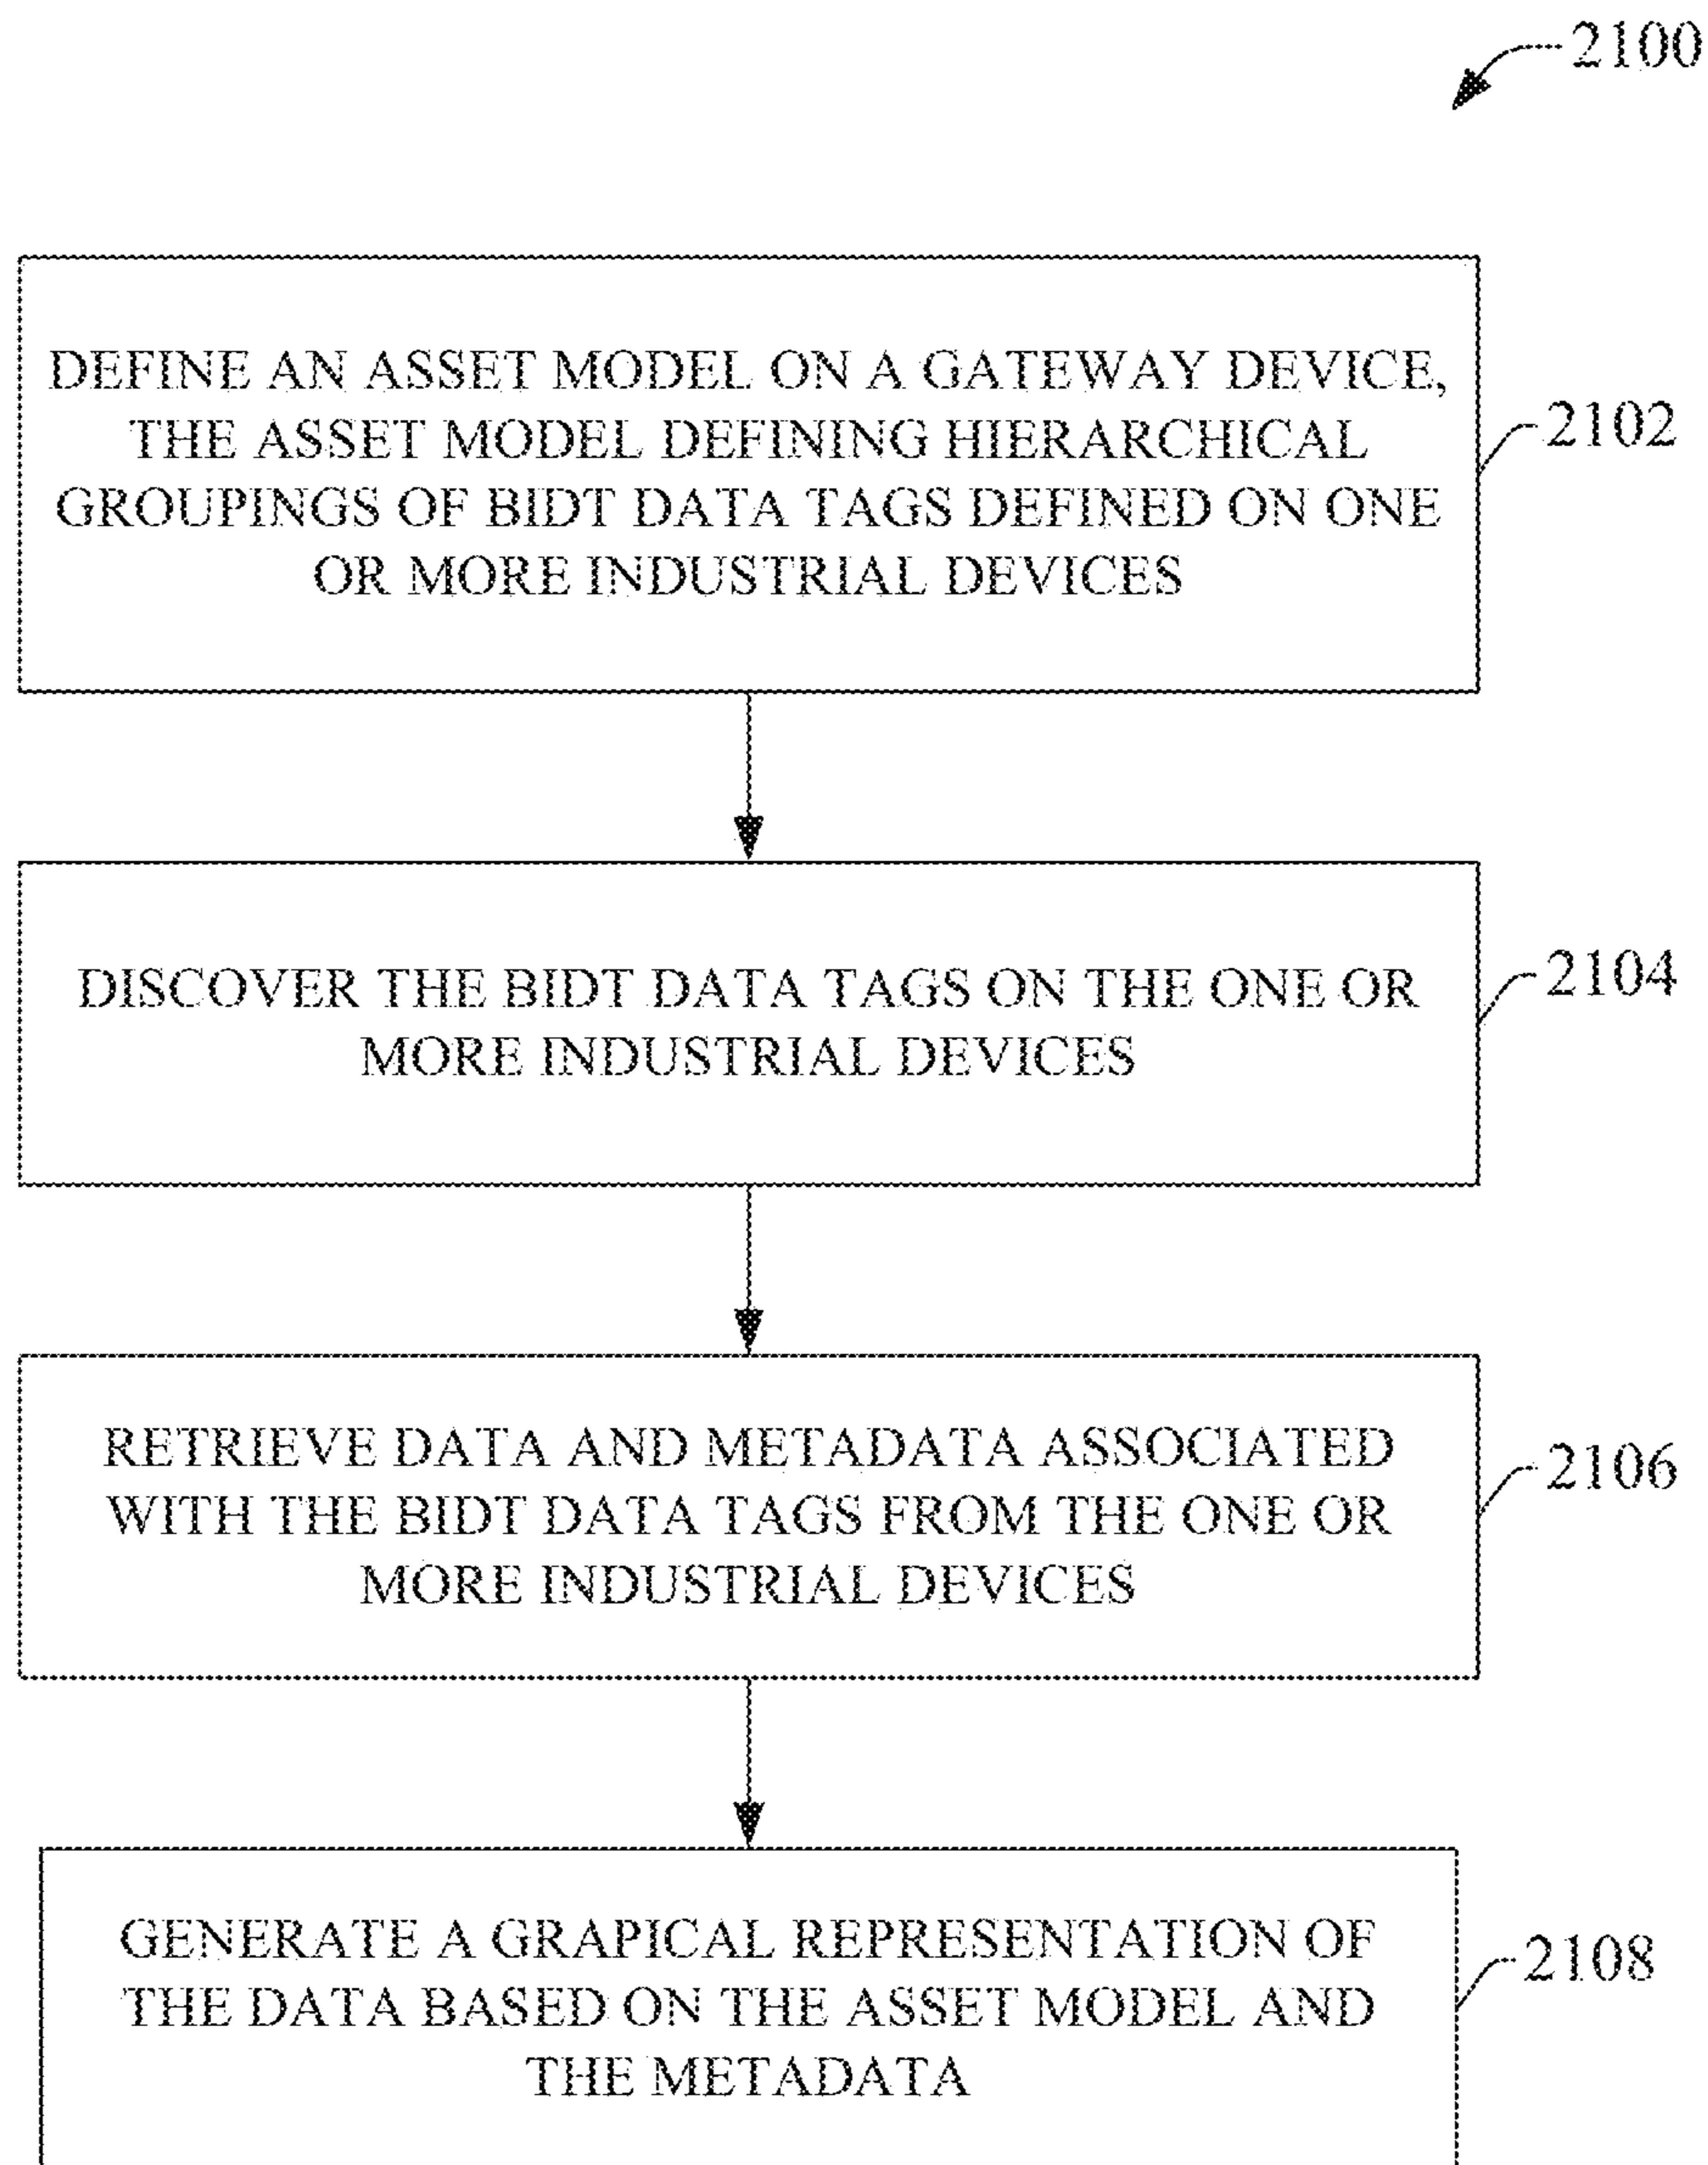 2100
DEFINE AN ASSET MODEL ON A GATEWAY DEVICE,
THE ASSET MODEL DEFINING HIERARCHICAL
GROUPINGS OF BIDT DATA TAGS DEFINED ON ONE
OR MORE INDUSTRIAL DEVICES
2102
DISCOVER THE BIDT DATA TAGS ON THE ONE OR
MORE INDUSTRIAL DEVICES
2104
RETRIEVE DATA AND METADATA ASSOCIATED
WITH THE BIDT DATA TAGS FROM THE ONE OR
MORE INDUSTRIAL DEVICES
2106
GENERATE A GRAPICAL REPRESENTATION OF
THE DATA BASED ON THE ASSET MODEL AND
THE METADATA
2108